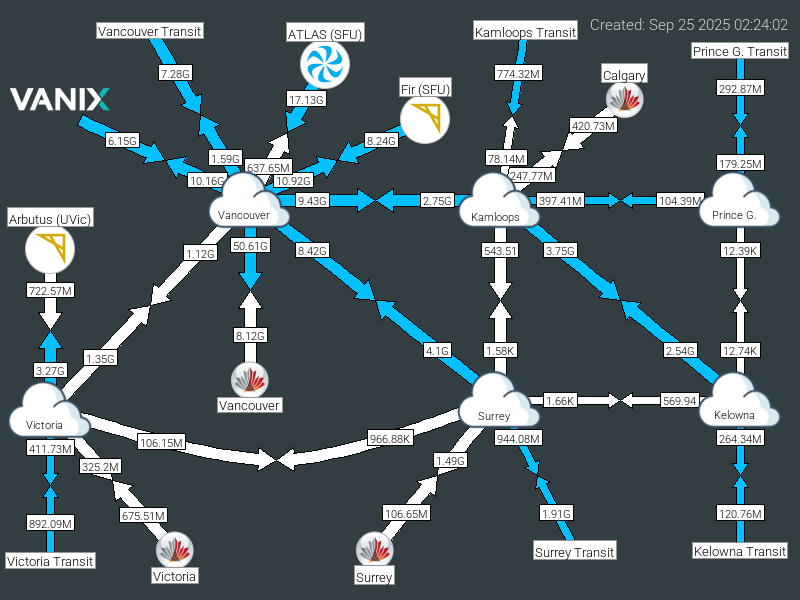 Created: Sep 25 2025 02:24:02
Vancouver Transit
ATLAS (SFU)
Kamloops Transit
Prince G. Transit
7.28G
774.32M
Calgary
292.87M
VANIX
17.13G
Fir (SFU)
420.73M
6.15G
8.24G
1.59G
637.65M
78.14M
179.25M
10.16G
10.92G
247.77M
9.43G
2.75G
397.41M
104.39M
Arbutus (UVic)
Vancouver
Kamloops
Prince G.
1.12G
50.61G
8.42G
543.51
3.75G
12.39K
722.57M
8.12G
1.35G
4.1G
1.58K
2.54G
12.74K
3.27G
Vancouver
1.66K
569.94
Victoria
Surrey
Kelowna
411.73M
106.15M
966.88K
944.08M
264.34M
325.2M
1.49G
892.09M
675.51M
106.65M
1.91G
120.76M
Victoria Transit
Victoria
Surrey
Surrey Transit
Kelowna Transit